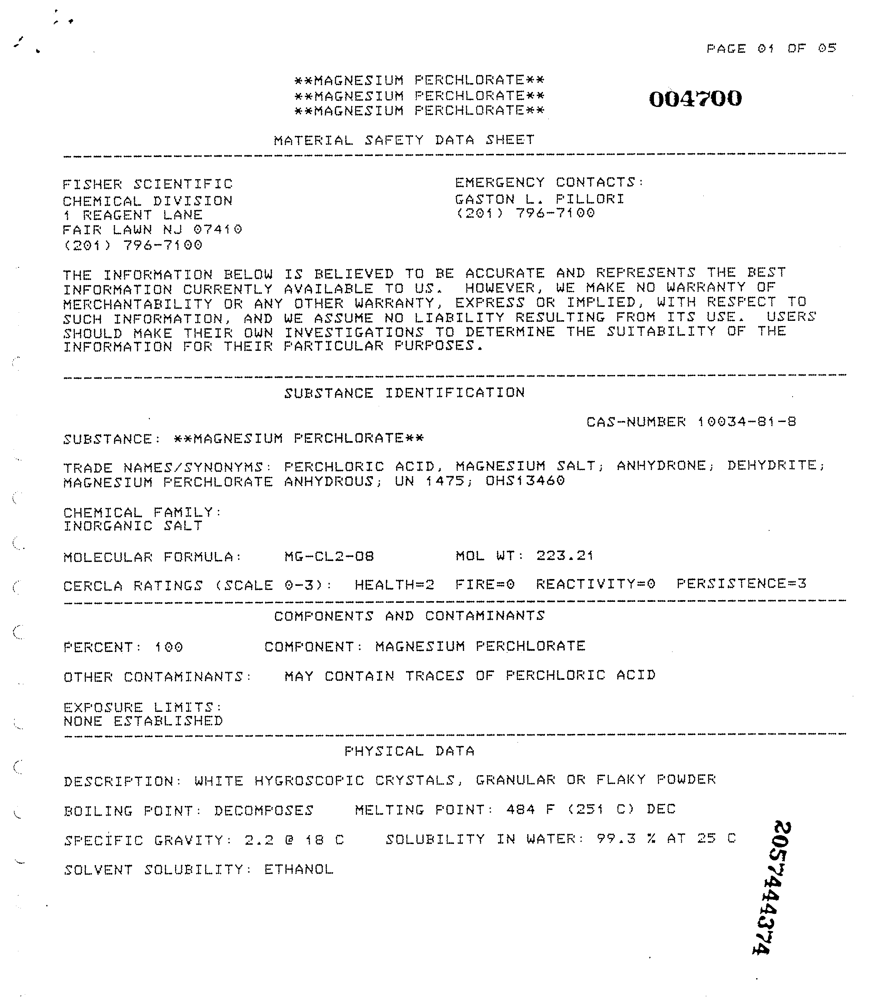 PAGE 01 OF 05
**MAGNESIUM PERCHLORATE**
**MAGNESIUM PERCHLORATE**
**MAGNESIUM PERCHLORATE**
004700
MATERIAL SAFETY DATA SHEET
FISHER SCIENTIFIC
CHEMICAL DIVISION
1 REAGENT LANE
FAIR LAWN NJ 07410
(201) 796-7100
EMERGENCY CONTACTS:
GASTON L. PILLORI
(201) 796-7100
THE INFORMATION BELOW IS BELIEVED TO BE ACCURATE AND REPRESENTS THE BEST
INFORMATION CURRENTLY AVAILABLE TO US. HOWEVER, WE MAKE NO WARRANTY OF
MERCHANTABILITY OR ANY OTHER WARRANTY, EXPRESS OR IMPLIED, WITH RESPECT TO
SUCH INFORMATION, AND WE ASSUME NO LIABILITY RESULTING FROM ITS USE. USERS
SHOULD MAKE THEIR OWN INVESTIGATIONS TO DETERMINE THE SUITABILITY OF THE
INFORMATION FOR THEIR PARTICULAR PURPOSES.
SUBSTANCE IDENTIFICATION
CAS-NUMBER 10034-81-8
SUBSTANCE: **MAGNESIUM PERCHLORATE**
TRADE NAMES/SYNONYMS: PERCHLORIC ACID, MAGNESIUM SALT; ANHYDRONE; DEHYDRITE;
MAGNESIUM PERCHLORATE ANHYDROUS; UN 1475; OHS13460
CHEMICAL FAMILY:
INORGANIC SALT
MOLECULAR FORMULA: MG-CL2-O8 MOL WT: 223.21
CERCLA RATINGS (SCALE 0-3): HEALTH=2 FIRE=0 REACTIVITY=0 PERSISTENCE=3
COMPONENTS AND CONTAMINANTS
PERCENT: 100 COMPONENT: MAGNESIUM PERCHLORATE
OTHER CONTAMINANTS: MAY CONTAIN TRACES OF PERCHLORIC ACID
EXPOSURE LIMITS:
NONE ESTABLISHED
PHYSICAL DATA
DESCRIPTION: WHITE HYGROSCOPIC CRYSTALS, GRANULAR OR FLAKY POWDER
BOILING POINT: DECOMPOSES MELTING POINT: 484 F (251 C) DEC
SPECIFIC GRAVITY: 2.2 @ 18 C SOLUBILITY IN WATER: 99.3 % AT 25 C
SOLVENT SOLUBILITY: ETHANOL
2057444374